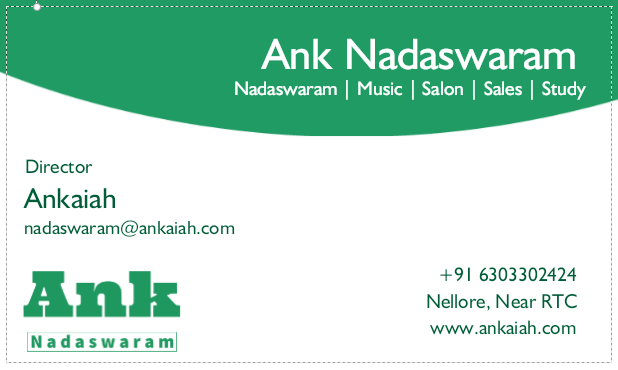 Ank Nadaswaram
Nadaswaram | Music | Salon | Sales | Study
Director
Ankaiah
nadaswaram@ankaiah.com
Ank
Nadaswaram
+91 6303302424
Nellore, Near RTC
www.ankaiah.com